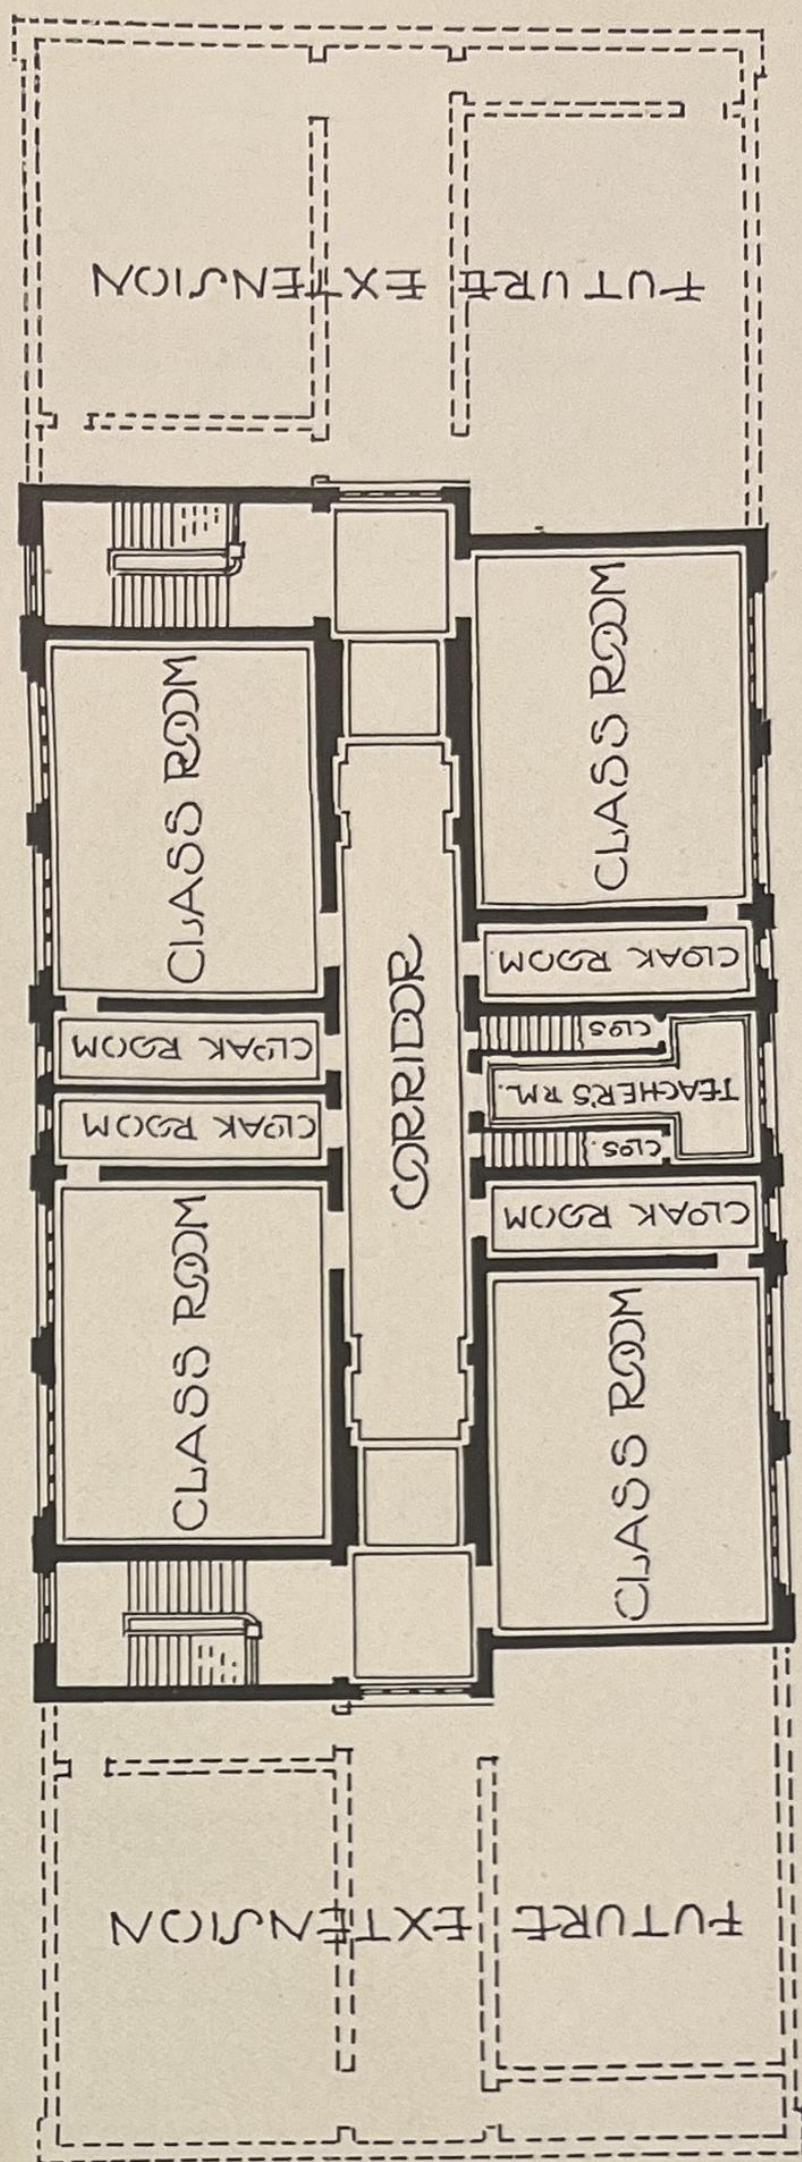 FUTURE EXTENSION
CLASS ROOM
CLASS ROOM
CLOAK ROOM.
CLOAK ROOM
CLOS
TEACHER'S RM.
CLOS.
CLOAK ROOM
CLOAK ROOM
CORRIDOR
CLASS ROOM
CLASS ROOM
FUTURE EXTENSION